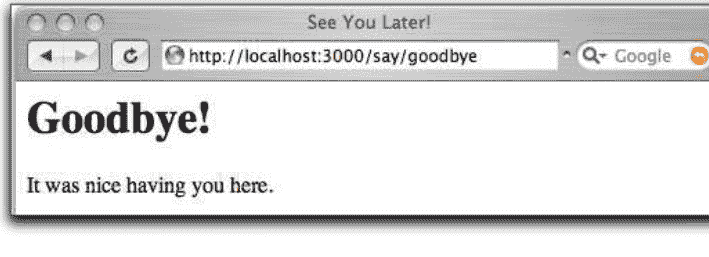 See You Later!
http://localhost:3000/say/goodbye
Google
Goodbye!
It was nice having you here.